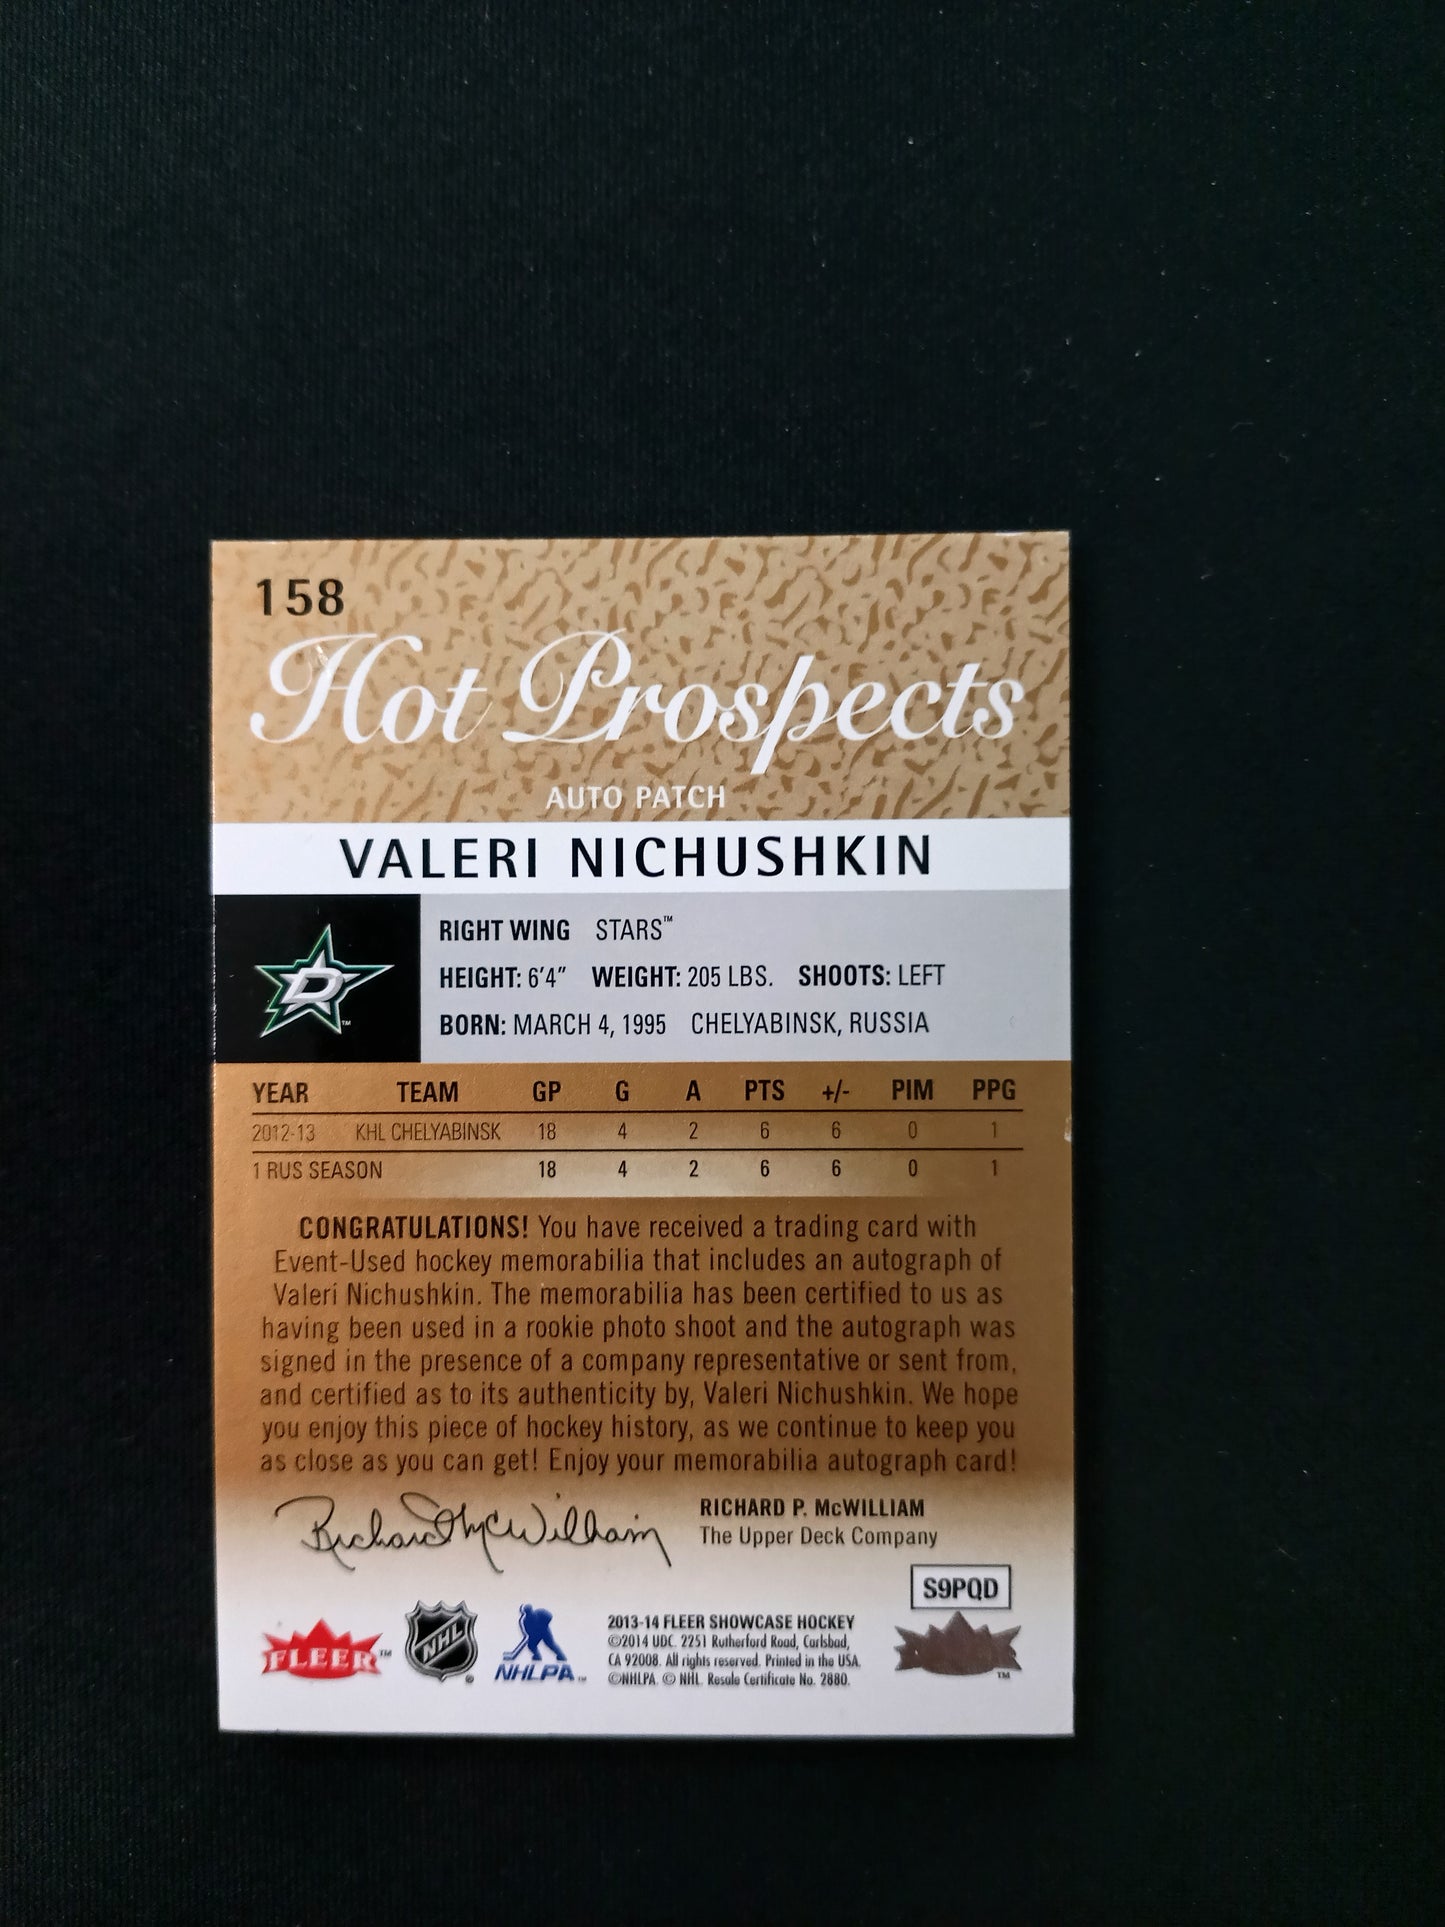 158
Hot Prospects
AUTO PATCH
VALERI NICHUSHKIN
D
™
RIGHT WING STARS™
HEIGHT: 6'4" WEIGHT: 205 LBS. SHOOTS: LEFT
BORN: MARCH 4, 1995 CHELYABINSK, RUSSIA
YEAR TEAM GP G A PTS +/- PIM PPG
2012-13 KHL CHELYABINSK 18 4 2 6 6 0 1
1 RUS SEASON 18 4 2 6 6 0 1
CONGRATULATIONS! You have received a trading card with
Event-Used hockey memorabilia that includes an autograph of
Valeri Nichushkin. The memorabilia has been certified to us as
having been used in a rookie photo shoot and the autograph was
signed in the presence of a company representative or sent from,
and certified as to its authenticity by, Valeri Nichushkin. We hope
you enjoy this piece of hockey history, as we continue to keep you
as close as you can get! Enjoy your memorabilia autograph card!
Richard McWilliam
RICHARD P. McWILLIAM
The Upper Deck Company
S9PQD
FLEER™
NHL®
NHLPA™
2013-14 FLEER SHOWCASE HOCKEY
©2014 UDC. 2251 Rutherford Road, Carlsbad,
CA 92008. All rights reserved. Printed in the USA.
©NHLPA. © NHL. Resale Certificate No. 2880.
™